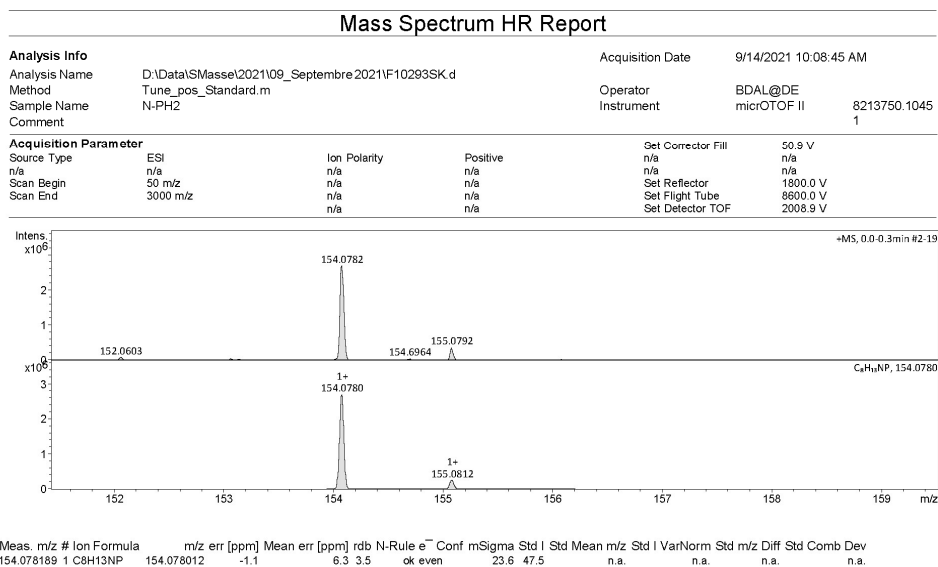 Mass Spectrum HR Report
Analysis Info
Acquisition Date 9/14/2021 10:08:45 AM
Analysis Name D:\Data\SMasse\2021\09_Septembre 2021\F10293SK.d
Method Tune_pos_Standard.m Operator BDAL@DE
Sample Name N-PH2 Instrument micrOTOF II 8213750.1045
Comment 1
Acquisition Parameter Set Corrector Fill 50.9 V
Source Type ESI Ion Polarity Positive n/a n/a
n/a n/a n/a n/a n/a n/a
Scan Begin 50 m/z n/a n/a Set Reflector 1800.0 V
Scan End 3000 m/z n/a n/a Set Flight Tube 8600.0 V
n/a n/a Set Detector TOF 2008.9 V
Intens. +MS, 0.0-0.3min #2-19
x10⁶
154.0782
2
1
155.0792
152.0603 154.6964
0
x10⁶ C₈H₁₃NP, 154.0780
1+
3 154.0780
2
1
1+
155.0812
0
152 153 154 155 156 157 158 159 m/z
Meas. m/z # Ion Formula m/z err [ppm] Mean err [ppm] rdb N-Rule e⁻ Conf mSigma Std I Std Mean m/z Std I VarNorm Std m/z Diff Std Comb Dev
154.078189 1 C8H13NP 154.078012 -1.1 6.3 3.5 ok even 23.6 47.5 n.a. n.a. n.a. n.a.